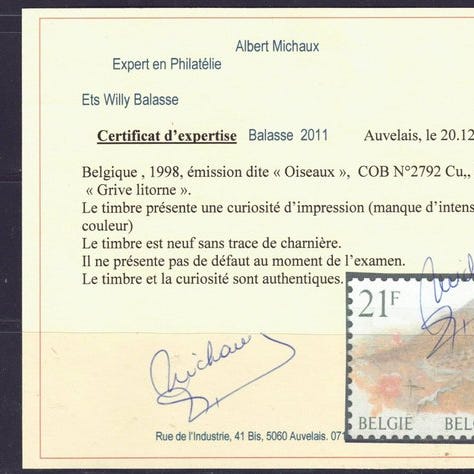 Albert Michaux
Expert en Philatélie
Ets Willy Balasse
Certificat d'expertise Balasse 2011 Auvelais, le 20.12
Belgique , 1998, émission dite « Oiseaux », COB N°2792 Cu,,
« Grive litorne ».
Le timbre présente une curiosité d'impression (manque d'intens
couleur)
Le timbre est neuf sans trace de charnière.
Il ne présente pas de défaut au moment de l'examen.
Le timbre et la curiosité sont authentiques.
21F
Michaux
BELGIE BEL
Rue de l'Industrie, 41 Bis, 5060 Auvelais. 071